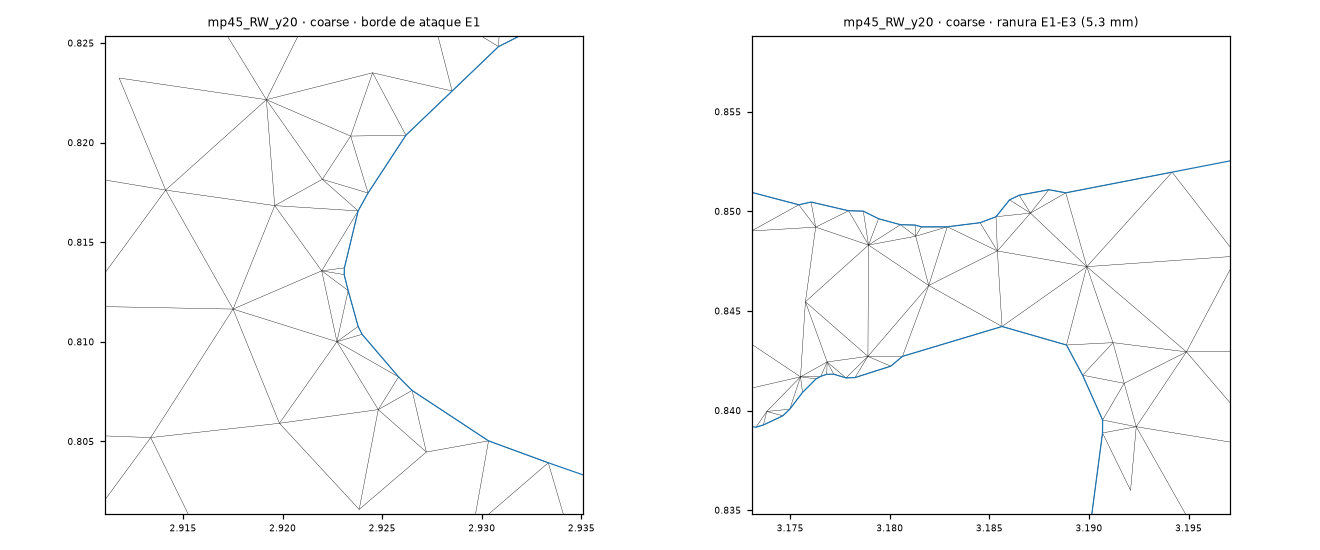 mp45_RW_y20 · coarse · borde de ataque E1
0.825
0.820
0.815
0.810
0.805
2.915 2.920 2.925 2.930 2.935
mp45_RW_y20 · coarse · ranura E1-E3 (5.3 mm)
0.855
0.850
0.845
0.840
0.835
3.175 3.180 3.185 3.190 3.195